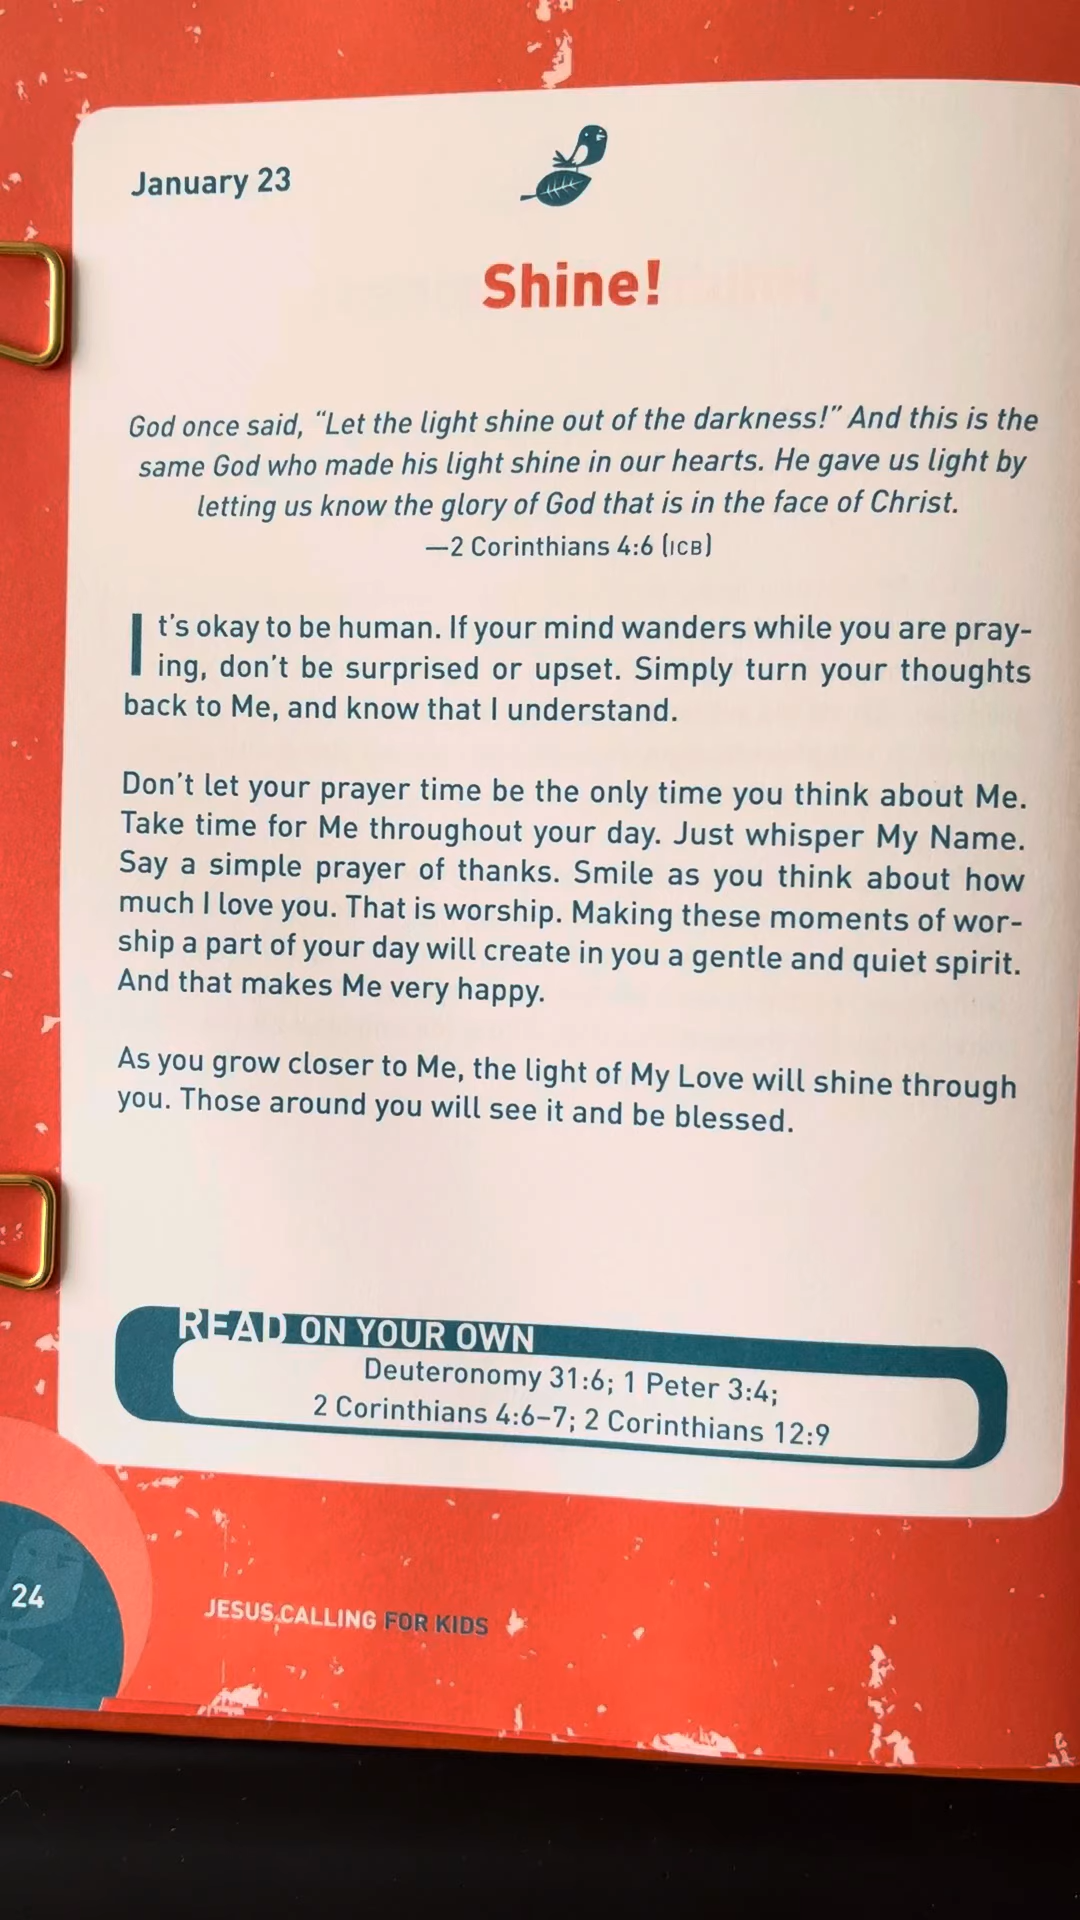 January 23
Shine!
God once said, “Let the light shine out of the darkness!” And this is the
same God who made his light shine in our hearts. He gave us light by
letting us know the glory of God that is in the face of Christ.
—2 Corinthians 4:6 (ICB)
It’s okay to be human. If your mind wanders while you are pray-
ing, don’t be surprised or upset. Simply turn your thoughts
back to Me, and know that I understand.
Don’t let your prayer time be the only time you think about Me.
Take time for Me throughout your day. Just whisper My Name.
Say a simple prayer of thanks. Smile as you think about how
much I love you. That is worship. Making these moments of wor-
ship a part of your day will create in you a gentle and quiet spirit.
And that makes Me very happy.
As you grow closer to Me, the light of My Love will shine through
you. Those around you will see it and be blessed.
READ ON YOUR OWN
Deuteronomy 31:6; 1 Peter 3:4;
2 Corinthians 4:6–7; 2 Corinthians 12:9
24
JESUS CALLING FOR KIDS